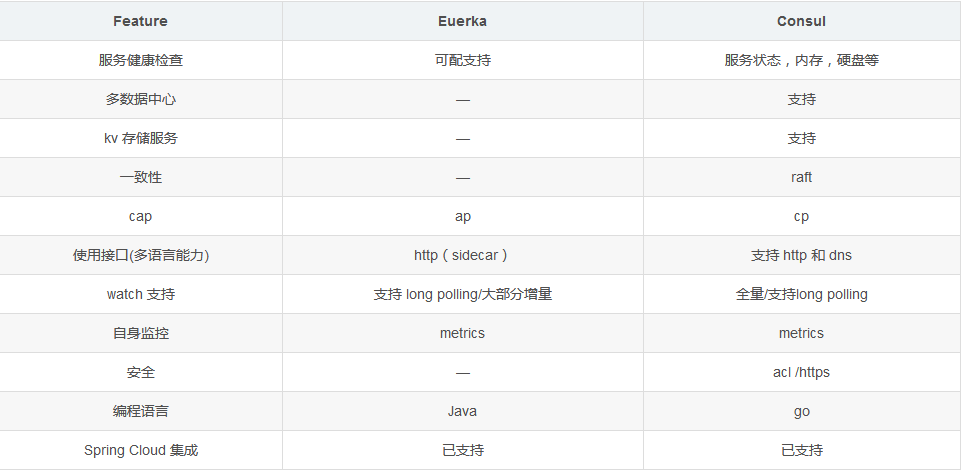 Feature Euerka Consul
服务健康检查 可配支持 服务状态，内存，硬盘等
多数据中心 — 支持
kv 存储服务 — 支持
一致性 — raft
cap ap cp
使用接口(多语言能力) http（sidecar） 支持 http 和 dns
watch 支持 支持 long polling/大部分增量 全量/支持long polling
自身监控 metrics metrics
安全 — acl /https
编程语言 Java go
Spring Cloud 集成 已支持 已支持